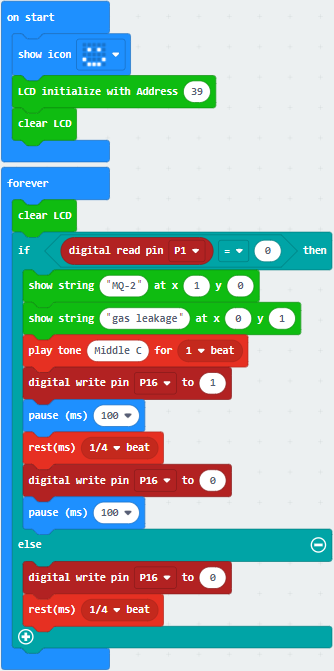 on start
show icon
LCD initialize with Address 39
clear LCD
forever
clear LCD
if digital read pin P1 = 0 then
show string "MQ-2" at x 1 y 0
show string "gas leakage" at x 0 y 1
play tone Middle C for 1 beat
digital write pin P16 to 1
pause (ms) 100
rest(ms) 1/4 beat
digital write pin P16 to 0
pause (ms) 100
else
digital write pin P16 to 0
rest(ms) 1/4 beat